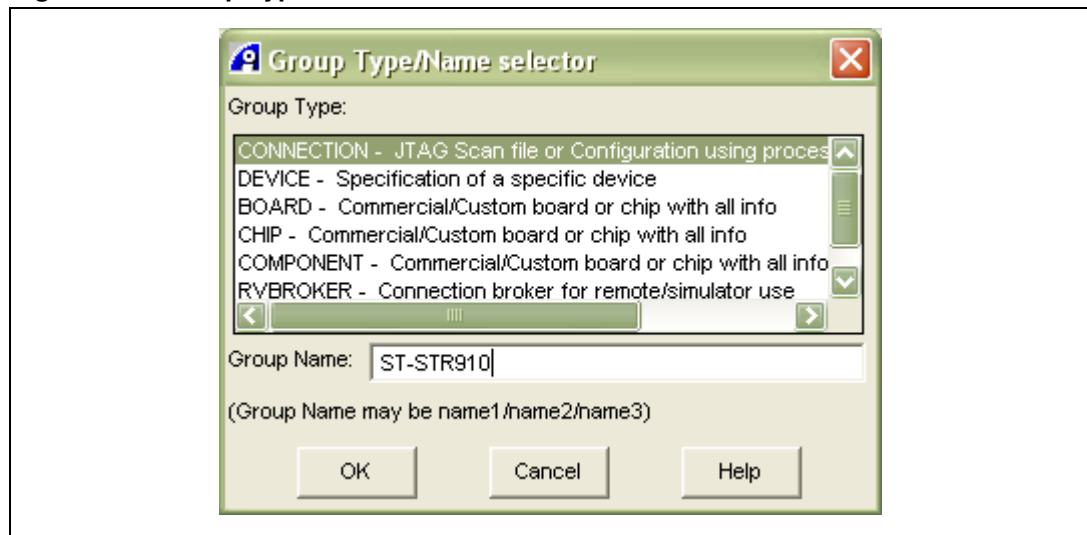 Group Type/Name selector
Group Type:
CONNECTION - JTAG Scan file or Configuration using proces
DEVICE - Specification of a specific device
BOARD - Commercial/Custom board or chip with all info
CHIP - Commercial/Custom board or chip with all info
COMPONENT - Commercial/Custom board or chip with all info
RVBROKER - Connection broker for remote/simulator use
Group Name: ST-STR910
(Group Name may be name1/name2/name3)
OK Cancel Help